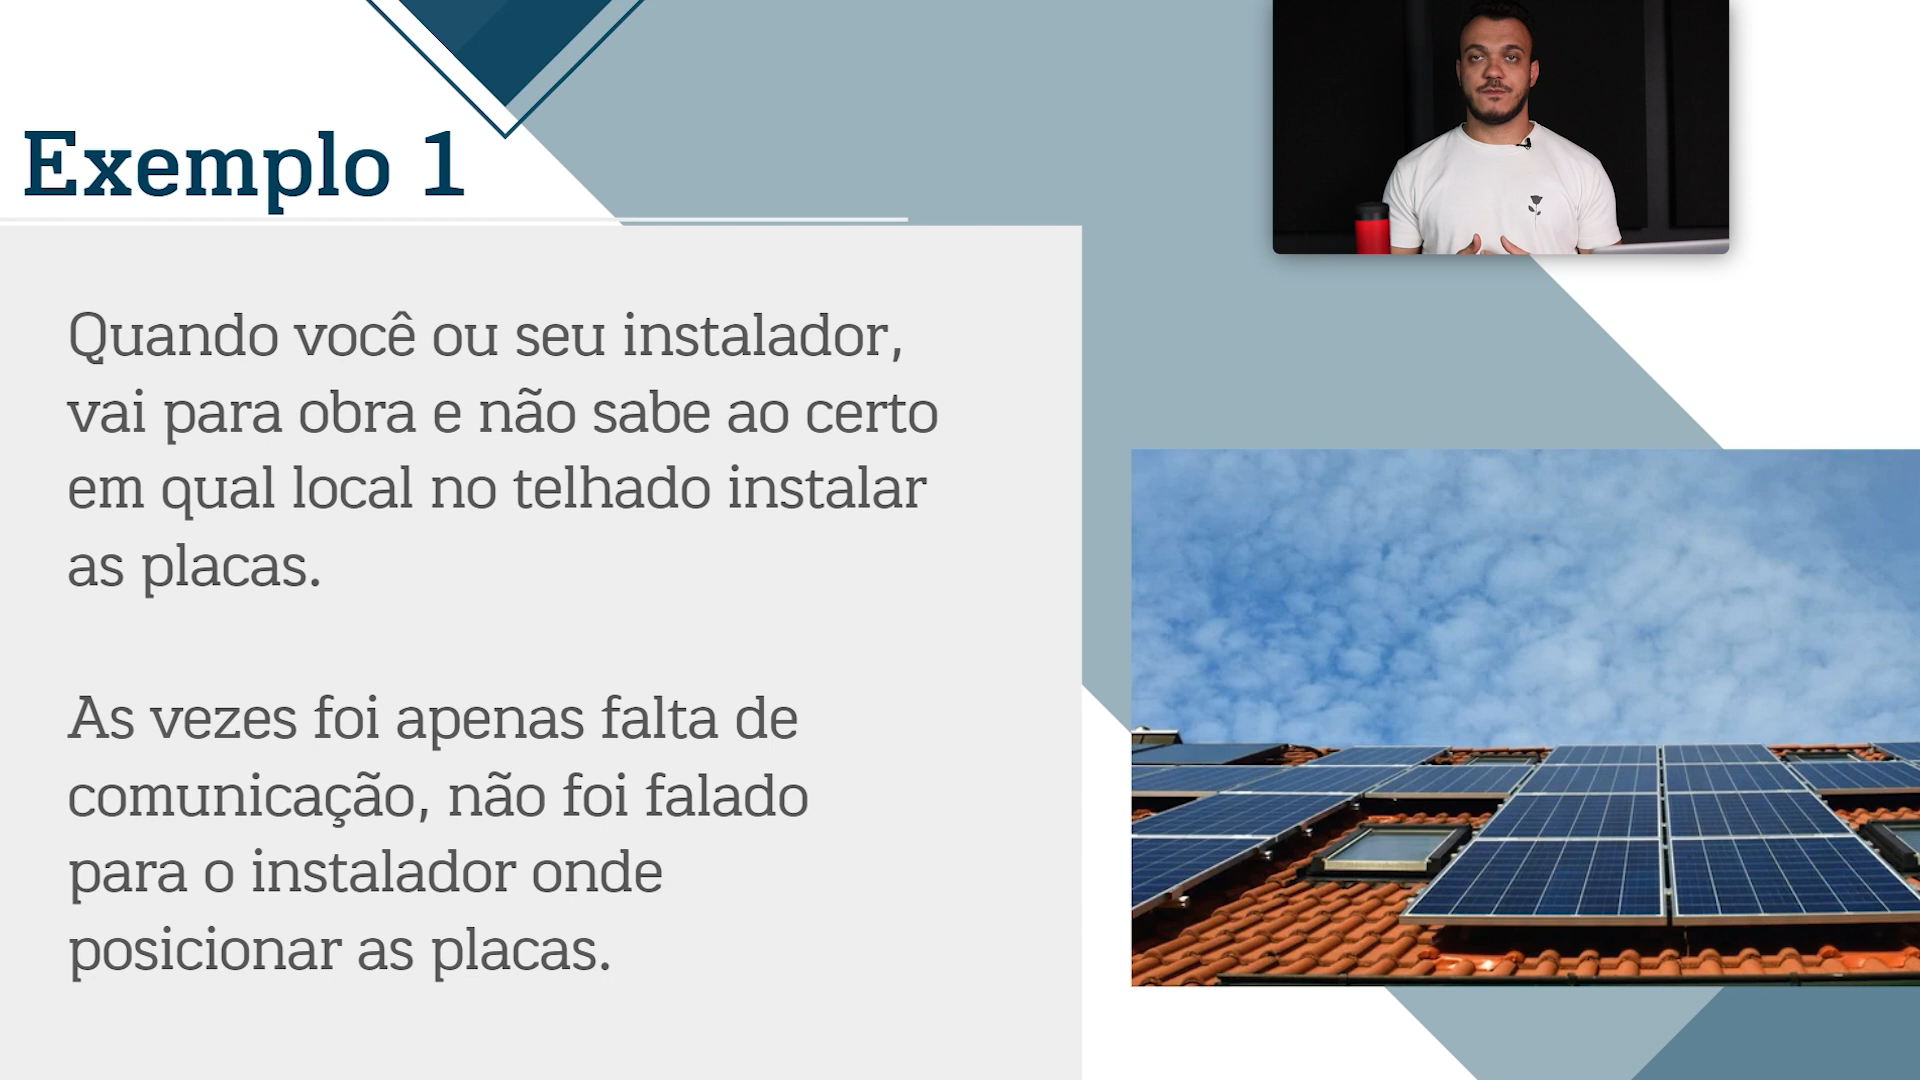 Exemplo 1
Quando você ou seu instalador,
vai para obra e não sabe ao certo
em qual local no telhado instalar
as placas.
As vezes foi apenas falta de
comunicação, não foi falado
para o instalador onde
posicionar as placas.